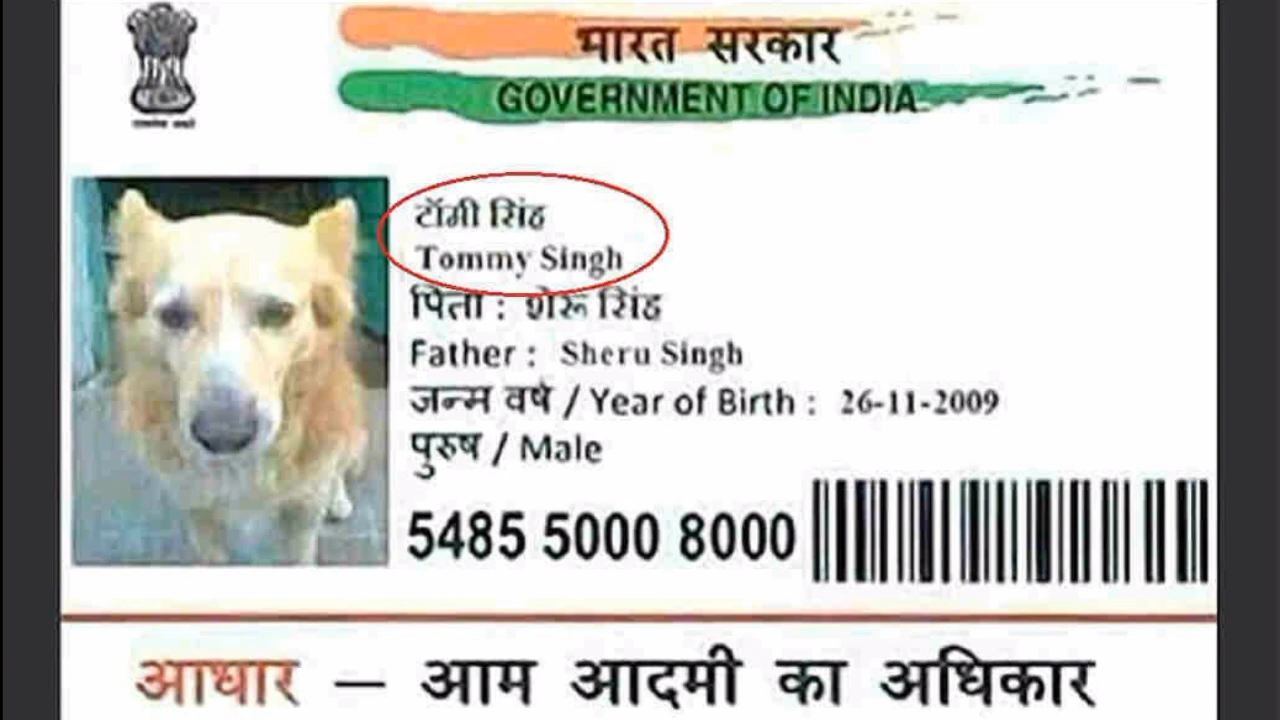 भारत सरकार
GOVERNMENT OF INDIA
टॉमी सिंह
Tommy Singh
पिता : शेरू सिंह
Father : Sheru Singh
जन्म वर्ष / Year of Birth : 26-11-2009
पुरुष / Male
5485 5000 8000
आधार – आम आदमी का अधिकार